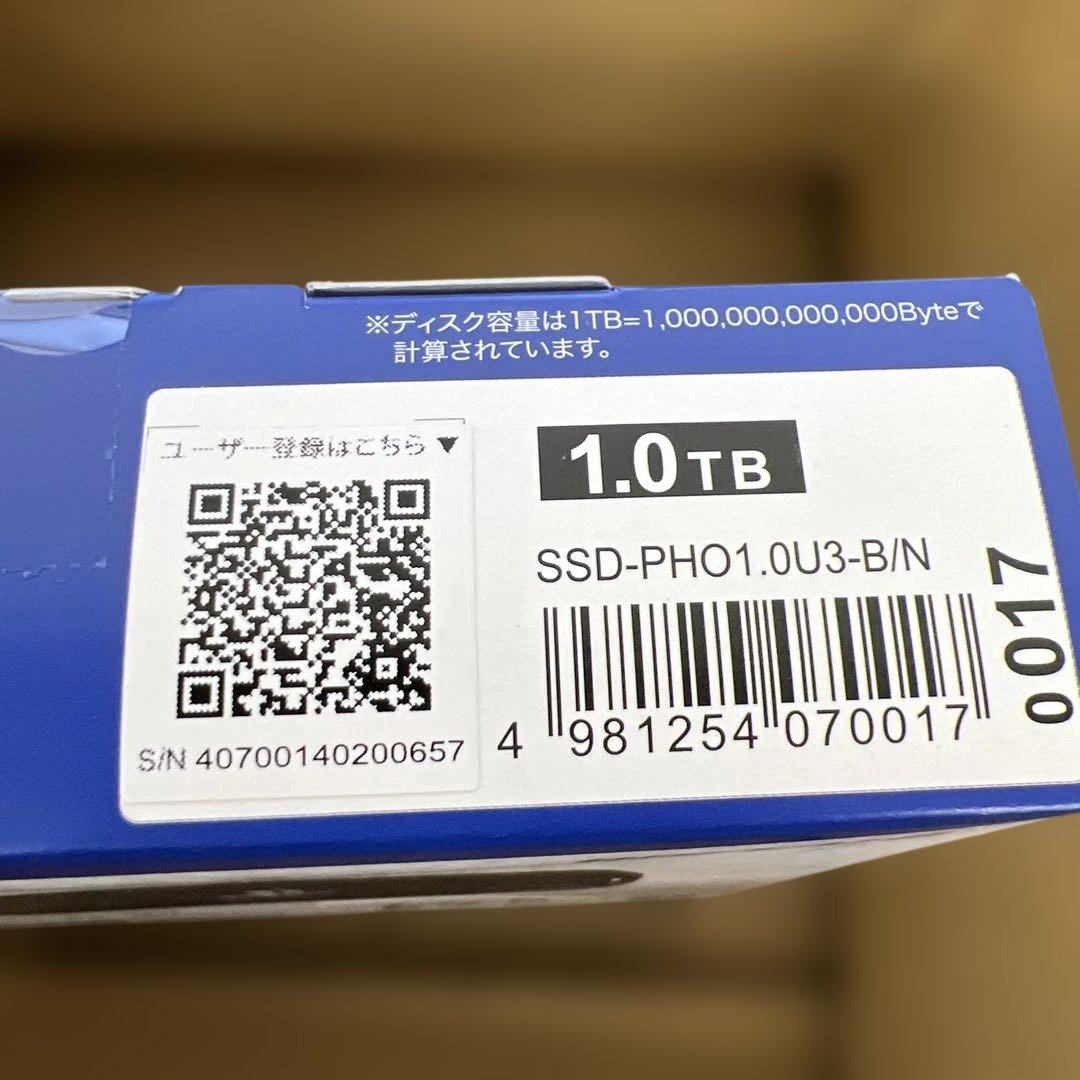 ※ディスク容量は1TB=1,000,000,000,000Byteで
計算されています。
ユーザー登録はこちら▼
S/N 40700140200657
1.0TB
SSD-PHO1.0U3-B/N
4 981254 070017
0017